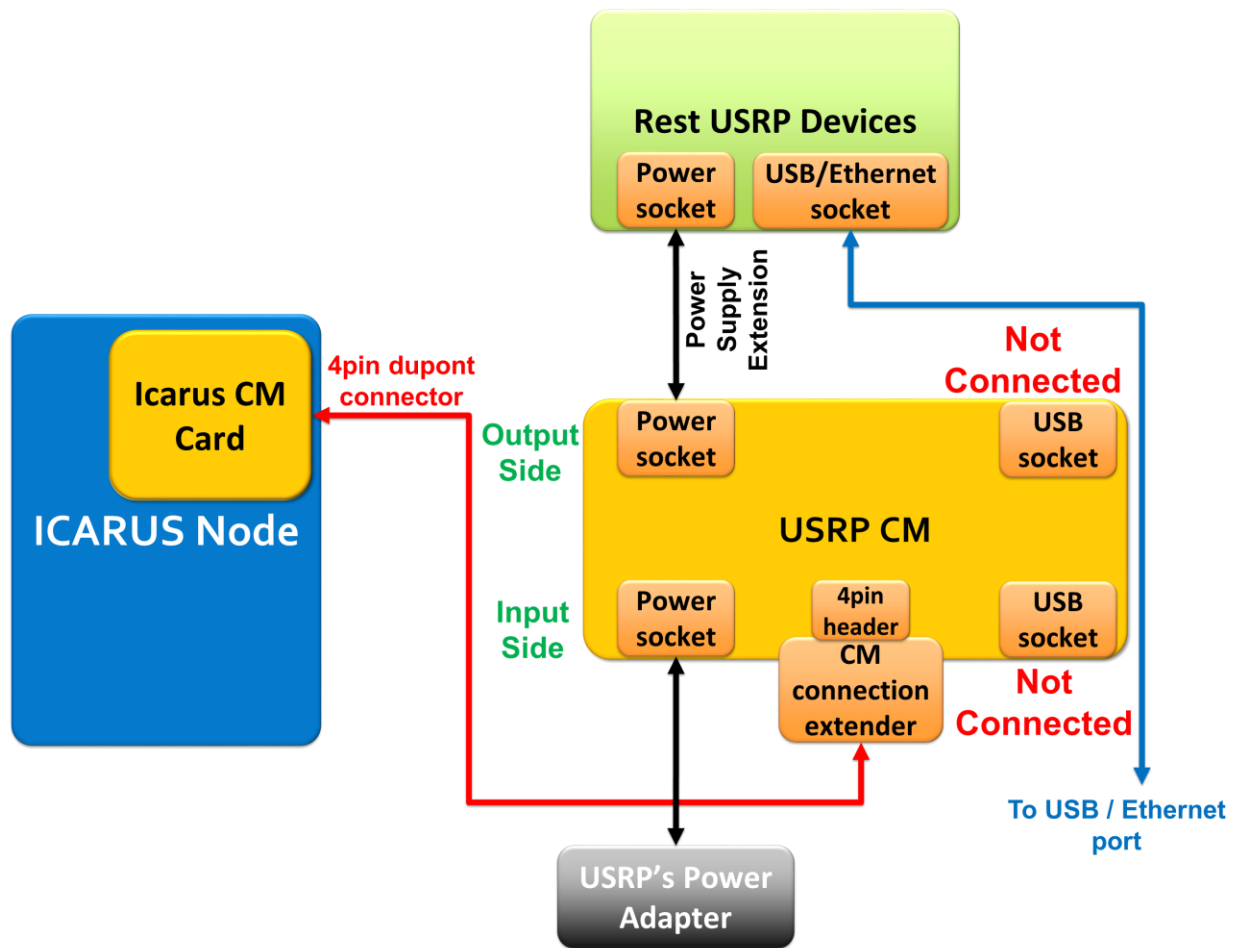 Rest USRP Devices
Power
socket
USB/Ethernet
socket
Power
Supply
Extension
Not
Connected
4pin dupont
connector
Icarus CM
Card
ICARUS Node
Output
Side
Power
socket
USB
socket
USRP CM
Input
Side
Power
socket
4pin
header
USB
socket
CM
connection
extender
Not
Connected
To USB / Ethernet
port
USRP's Power
Adapter